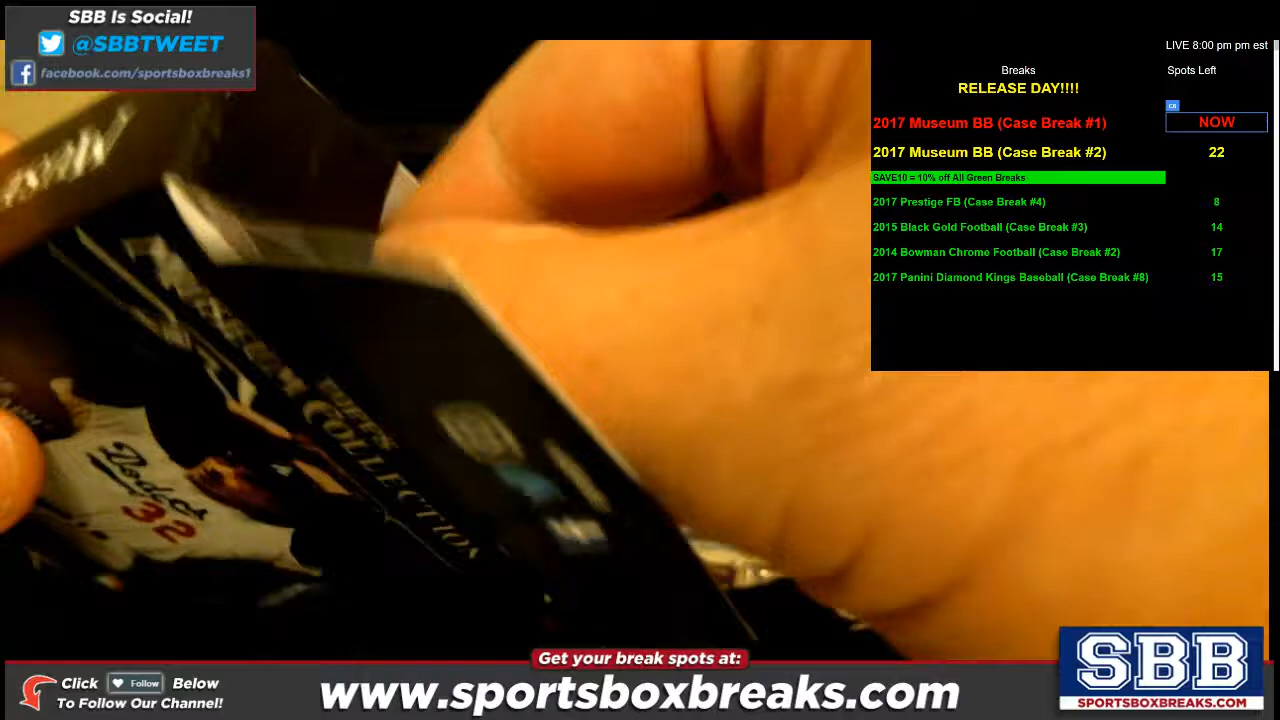 SBB Is Social!
@SBBTWEET
facebook.com/sportsboxbreaks1
LIVE 8:00 pm pm est
Breaks
Spots Left
RELEASE DAY!!!!
2017 Museum BB (Case Break #1)
NOW
2017 Museum BB (Case Break #2)
22
SAVE10 = 10% off All Green Breaks
2017 Prestige FB (Case Break #4)
8
2015 Black Gold Football (Case Break #3)
14
2014 Bowman Chrome Football (Case Break #2)
17
2017 Panini Diamond Kings Baseball (Case Break #8)
15
COLLECTION
Dodgers
32
Get your break spots at:
www.sportsboxbreaks.com
Click Follow Below
To Follow Our Channel!
SBB
SPORTSBOXBREAKS.COM